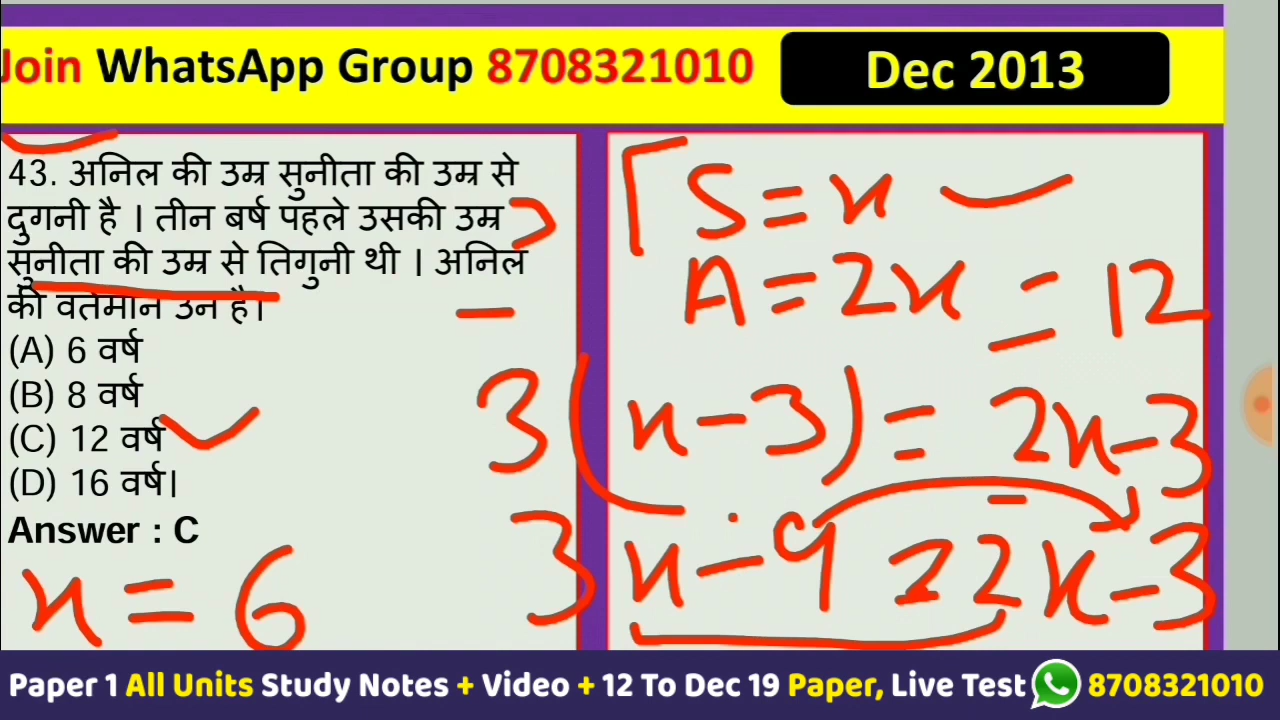 Join WhatsApp Group 8708321010
Dec 2013
43. अनिल की उम्र सुनीता की उम्र से
दुगनी है । तीन बर्ष पहले उसकी उम्र
सुनीता की उम्र से तिगुनी थी । अनिल
की वर्तमान उन है।
(A) 6 वर्ष
(B) 8 वर्ष
(C) 12 वर्ष
(D) 16 वर्ष।
Answer : C
x = 6
S = x
A = 2x = 12
3(x-3) = 2x-3
3x-9 = 2x-3
Paper 1 All Units Study Notes + Video + 12 To Dec 19 Paper, Live Test 8708321010